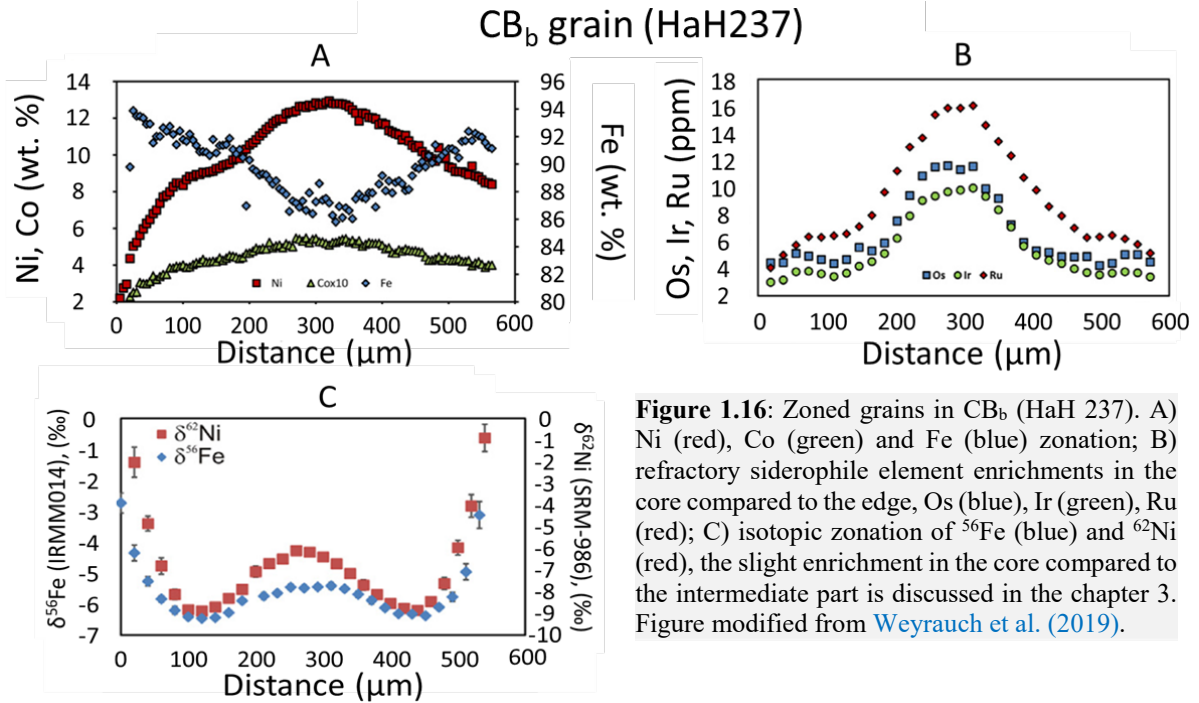 CBb grain (HaH237)
A
14
12
10
8
6
4
2
Ni, Co (wt. %)
96
94
92
90
88
86
84
82
80
Fe (wt. %)
Ni Cox10 Fe
0 100 200 300 400 500 600
Distance (µm)
B
18
16
14
12
10
8
6
4
2
Os, Ir, Ru (ppm)
Os Ir Ru
0 100 200 300 400 500 600
Distance (µm)
C
0
-1
-2
-3
-4
-5
-6
-7
δ56Fe (IRMM014), (‰)
δ62Ni
δ56Fe
0
-1
-2
-3
-4
-5
-6
-7
-8
-9
-10
δ62Ni (SRM-986), (‰)
0 100 200 300 400 500 600
Distance (µm)
Figure 1.16: Zoned grains in CBb (HaH 237). A)
Ni (red), Co (green) and Fe (blue) zonation; B)
refractory siderophile element enrichments in the
core compared to the edge, Os (blue), Ir (green), Ru
(red); C) isotopic zonation of 56Fe (blue) and 62Ni
(red), the slight enrichment in the core compared to
the intermediate part is discussed in the chapter 3.
Figure modified from Weyrauch et al. (2019).